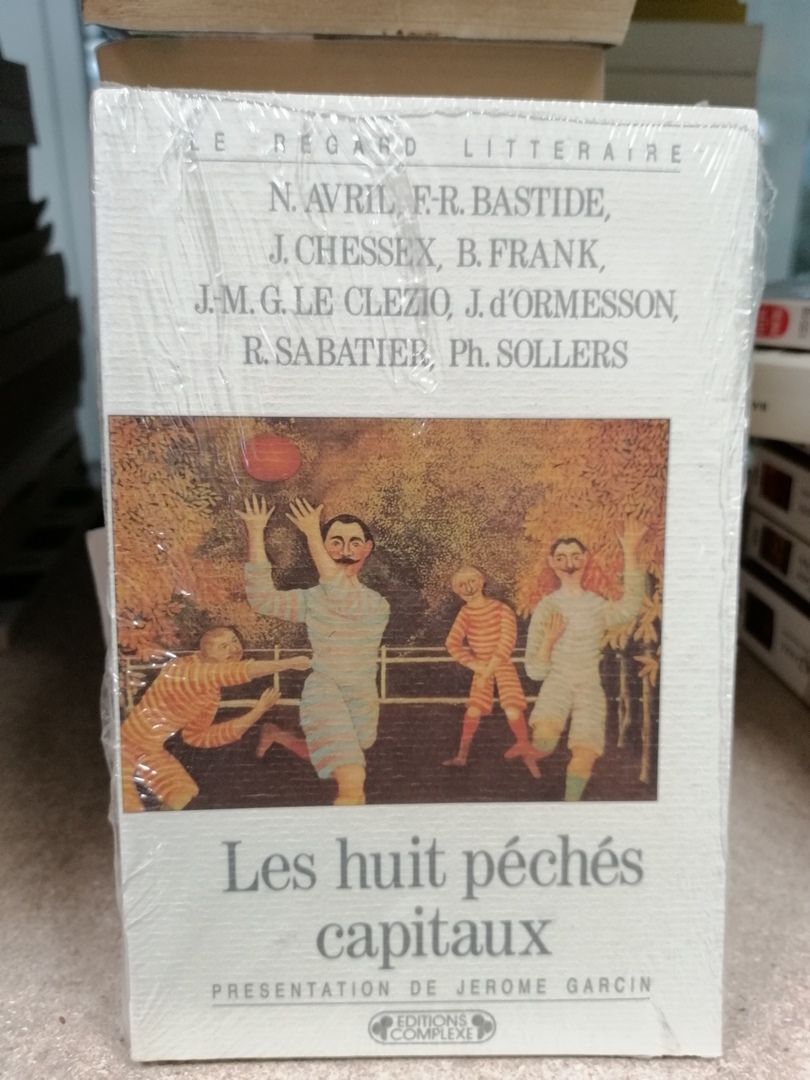 LE REGARD LITTERAIRE
N. AVRIL, F.-R. BASTIDE,
J. CHESSEX, B. FRANK,
J.-M. G. LE CLEZIO, J. d'ORMESSON,
R. SABATIER, Ph. SOLLERS
Les huit péchés
capitaux
PRESENTATION DE JEROME GARCIN
EDITIONS
COMPLEXE